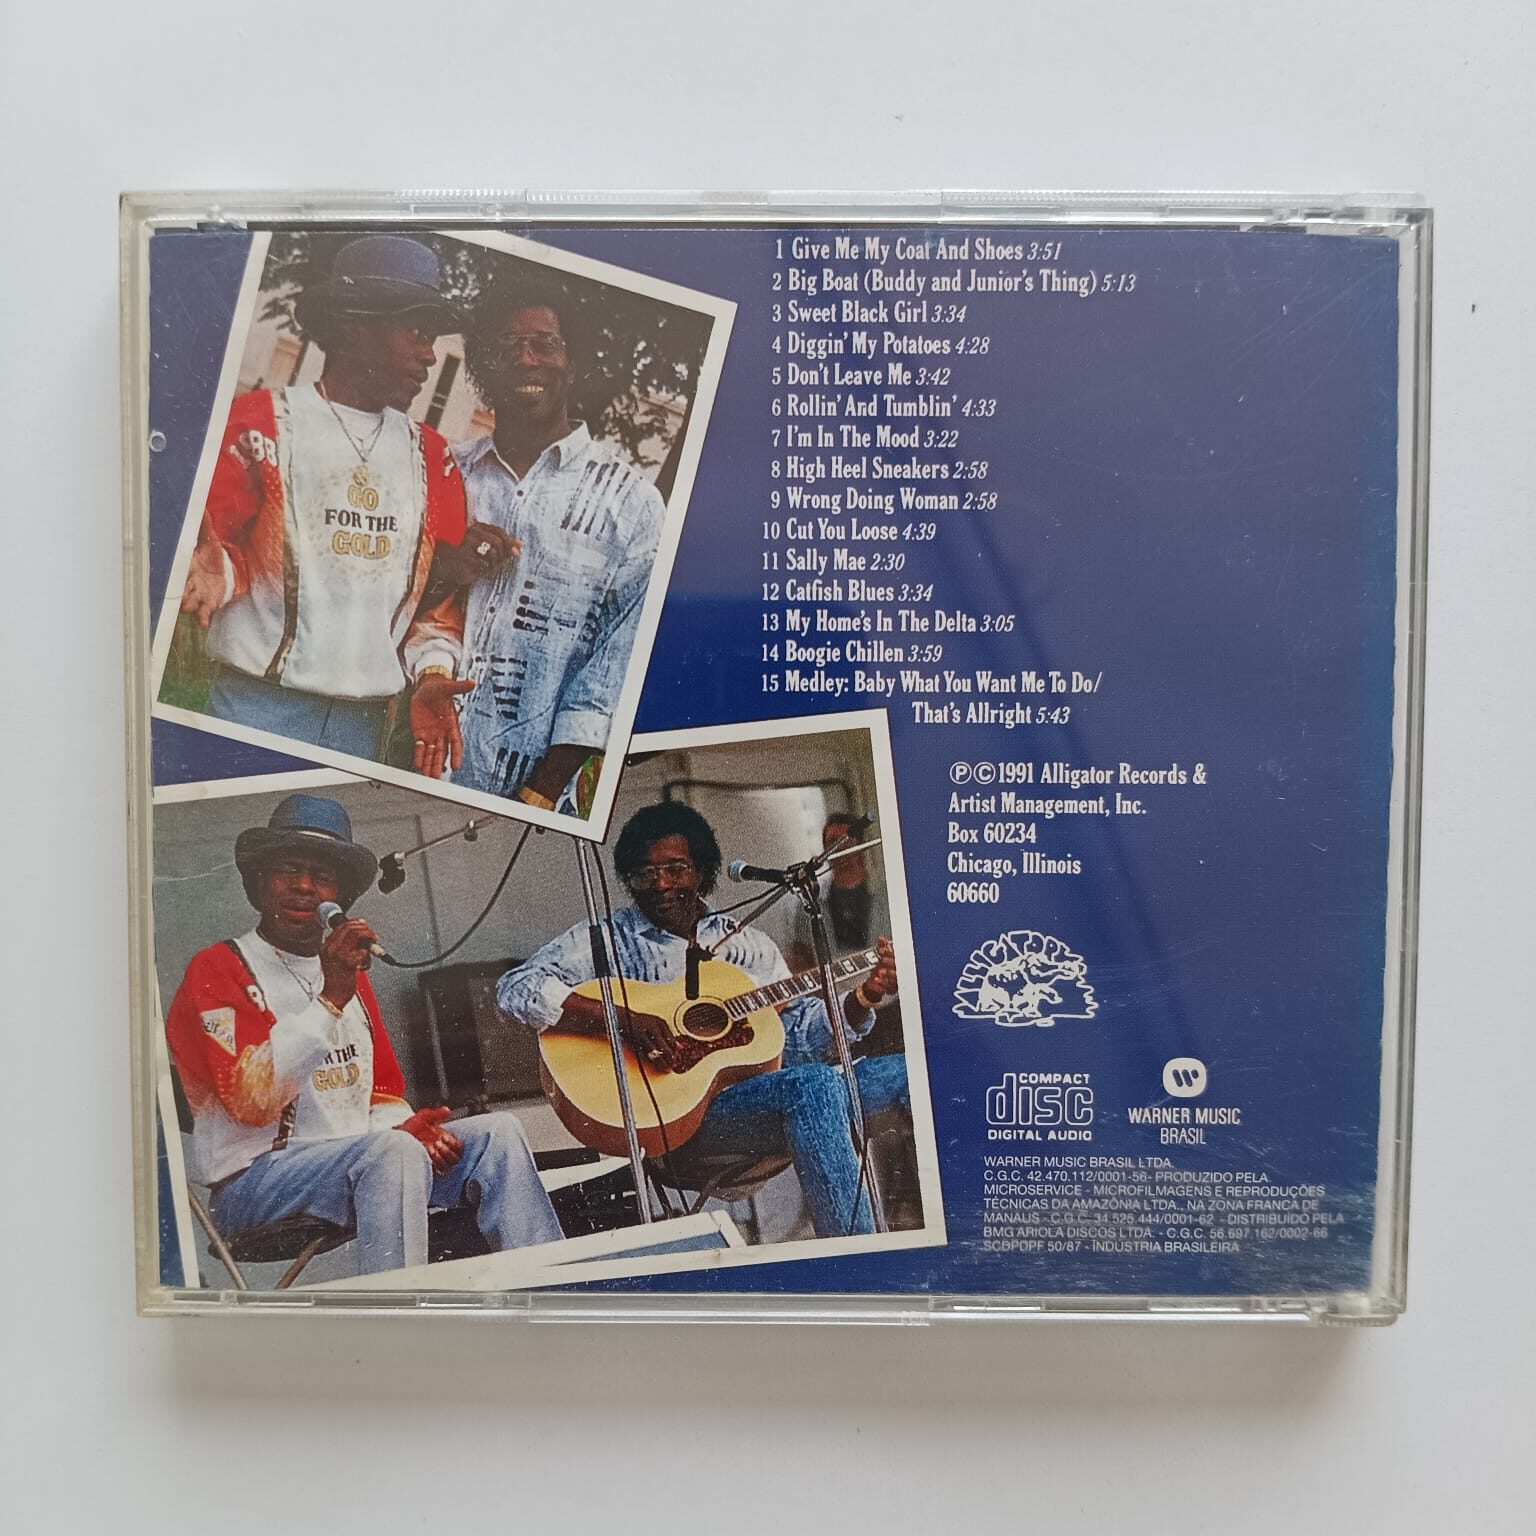 1 Give Me My Coat And Shoes 3:51
2 Big Boat (Buddy and Junior's Thing) 5:13
3 Sweet Black Girl 3:34
4 Diggin' My Potatoes 4:28
5 Don't Leave Me 3:42
6 Rollin' And Tumblin' 4:33
7 I'm In The Mood 3:22
8 High Heel Sneakers 2:58
9 Wrong Doing Woman 2:58
10 Cut You Loose 4:39
11 Sally Mae 2:30
12 Catfish Blues 3:34
13 My Home's In The Delta 3:05
14 Boogie Chillen 3:59
15 Medley: Baby What You Want Me To Do/
That's Allright 5:43
℗©1991 Alligator Records &
Artist Management, Inc.
Box 60234
Chicago, Illinois
60660
ALLIGATOR
COMPACT
disc
DIGITAL AUDIO
WARNER MUSIC
BRASIL
WARNER MUSIC BRASIL LTDA.
C.G.C. 42.470.112/0001-56- PRODUZIDO PELA
MICROSERVICE - MICROFILMAGENS E REPRODUÇÕES
TÉCNICAS DA AMAZÔNIA LTDA., NA ZONA FRANCA DE
MANAUS - C.G.C. 34.525.444/0001-62 - DISTRIBUÍDO PELA
BMG ARIOLA DISCOS LTDA. - C.G.C. 56.697.162/0002-66
SCDPDPF 50/87 - INDÚSTRIA BRASILEIRA
GO
FOR THE
GOLD
R THE
GOLD